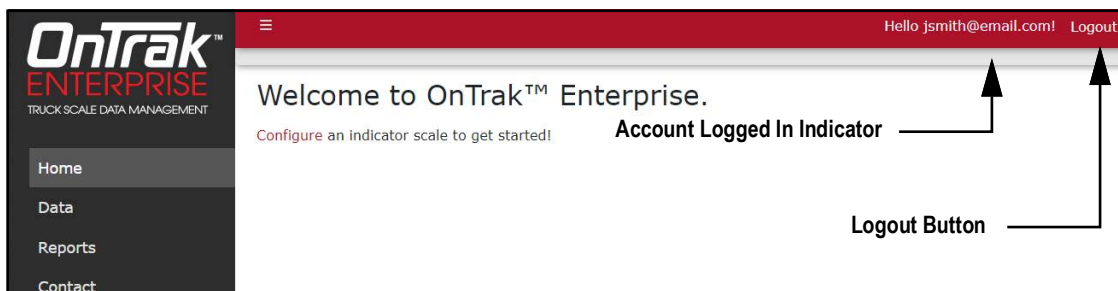 OnTrak™
ENTERPRISE
TRUCK SCALE DATA MANAGEMENT
Home
Data
Reports
Contact
☰ Hello jsmith@email.com! Logout
Welcome to OnTrak™ Enterprise.
Configure an indicator scale to get started!
Account Logged In Indicator
Logout Button